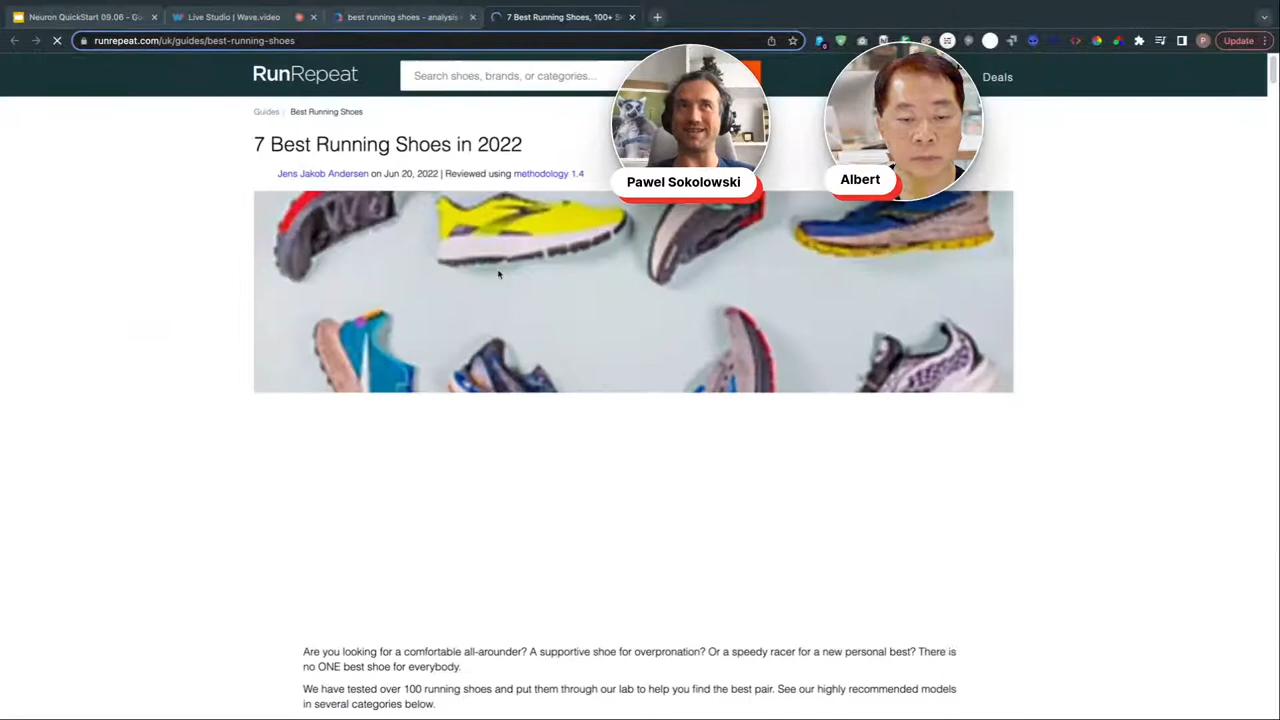 Neuron QuickStart 09.06 - G
Live Studio | Wave.video
best running shoes - analysis
7 Best Running Shoes, 100+ S
runrepeat.com/uk/guides/best-running-shoes
Update
RunRepeat
Search shoes, brands, or categories...
Deals
Guides
Best Running Shoes
7 Best Running Shoes in 2022
Jens Jakob Andersen on Jun 20, 2022 | Reviewed using methodology 1.4
Pawel Sokolowski
Albert
Are you looking for a comfortable all-arounder? A supportive shoe for overpronation? Or a speedy racer for a new personal best? There is
no ONE best shoe for everybody.
We have tested over 100 running shoes and put them through our lab to help you find the best pair. See our highly recommended models
in several categories below.